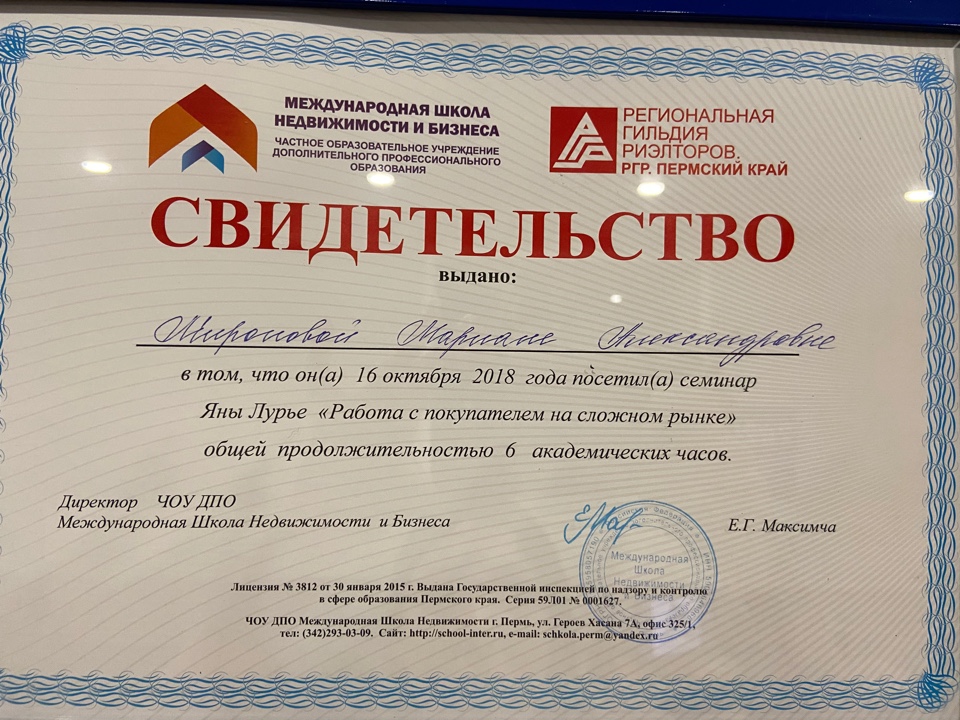 МЕЖДУНАРОДНАЯ ШКОЛА
НЕДВИЖИМОСТИ И БИЗНЕСА
ЧАСТНОЕ ОБРАЗОВАТЕЛЬНОЕ УЧРЕЖДЕНИЕ
ДОПОЛНИТЕЛЬНОГО ПРОФЕССИОНАЛЬНОГО
ОБРАЗОВАНИЯ
РЕГИОНАЛЬНАЯ
ГИЛЬДИЯ
РИЭЛТОРОВ.
РГР. ПЕРМСКИЙ КРАЙ
СВИДЕТЕЛЬСТВО
выдано:
Мироновой Мариане Александровне
в том, что он(а) 16 октября 2018 года посетил(а) семинар
Яны Лурье «Работа с покупателем на сложном рынке»
общей продолжительностью 6 академических часов.
Директор ЧОУ ДПО
Международная Школа Недвижимости и Бизнеса
Е.Г. Максимча
Международная
Школа
Недвижимости
и Бизнеса
Лицензия № 3812 от 30 января 2015 г. Выдана Государственной инспекцией по надзору и контролю
в сфере образования Пермского края. Серия 59Л01 № 0001627.
ЧОУ ДПО Международная Школа Недвижимости г. Пермь, ул. Героев Хасана 7А, офис 325/1,
тел: (342)293-03-09. Сайт: http://school-inter.ru, e-mail: schkola.perm@yandex.ru